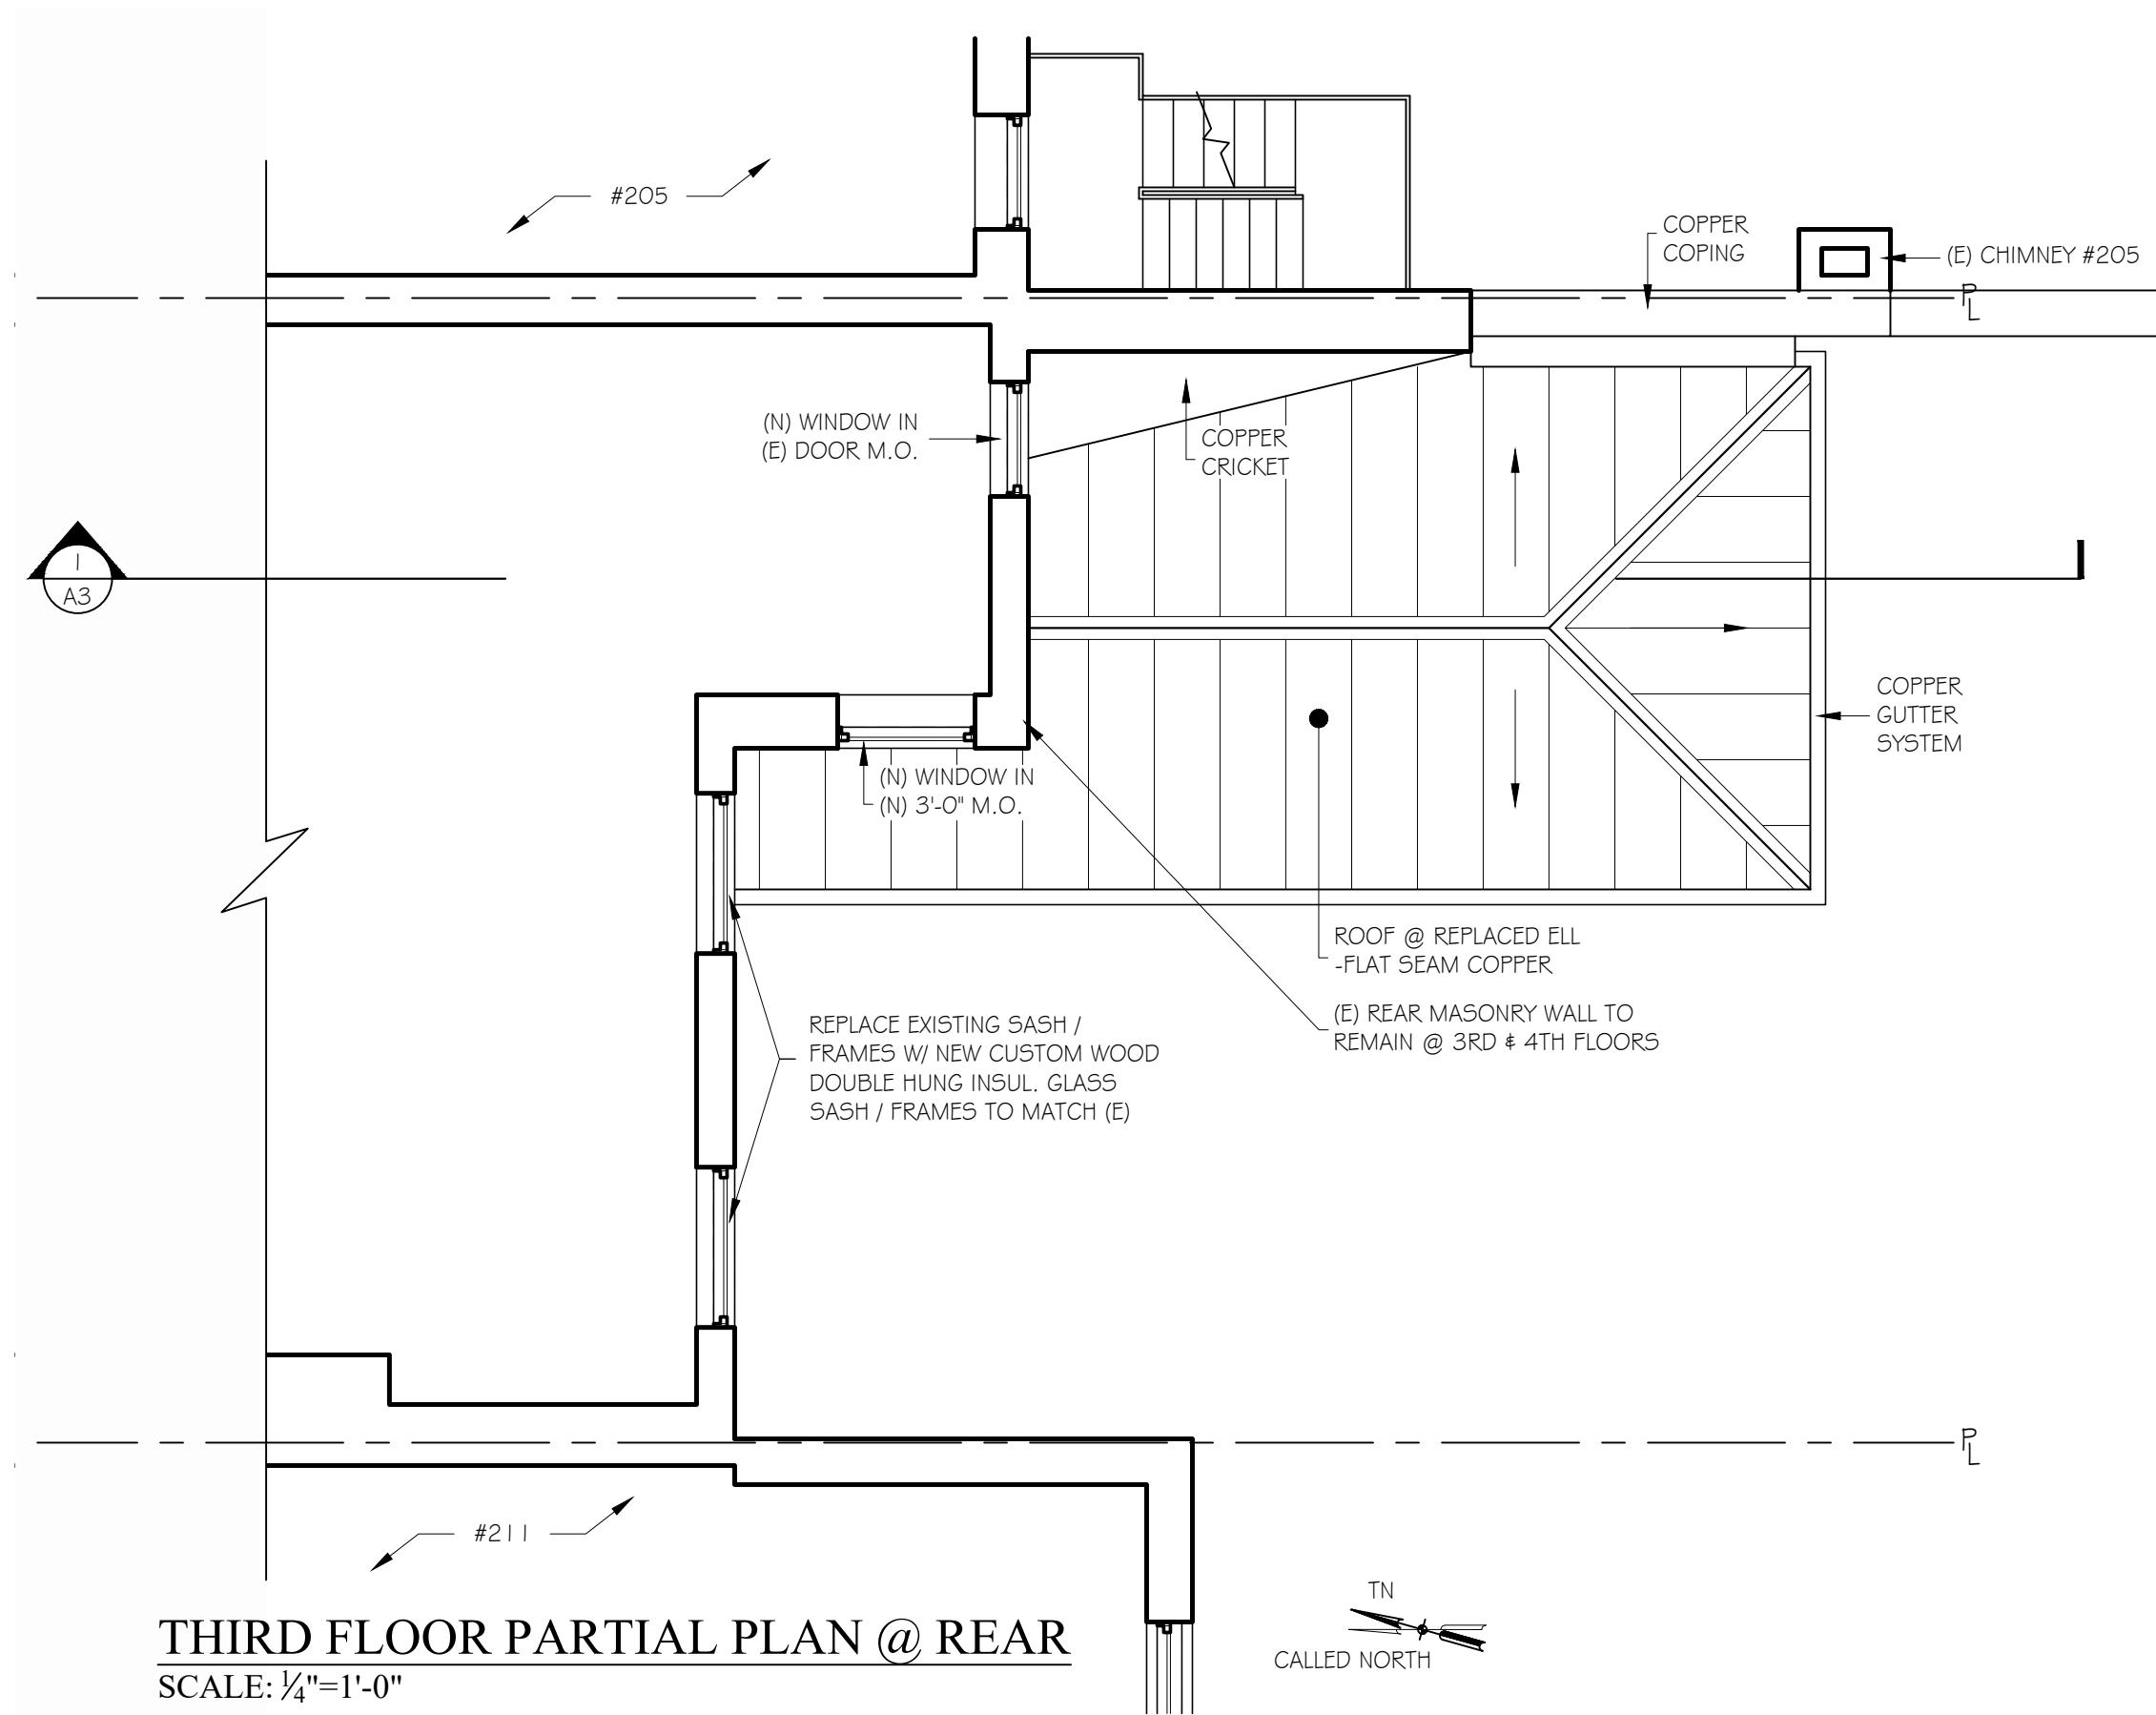 #205
COPPER
COPING
(E) CHIMNEY #205
PL
(N) WINDOW IN
(E) DOOR M.O.
COPPER
CRICKET
1
A3
COPPER
GUTTER
SYSTEM
(N) WINDOW IN
(N) 3'-0" M.O.
ROOF @ REPLACED ELL
-FLAT SEAM COPPER
(E) REAR MASONRY WALL TO
REMAIN @ 3RD & 4TH FLOORS
REPLACE EXISTING SASH /
FRAMES W/ NEW CUSTOM WOOD
DOUBLE HUNG INSUL. GLASS
SASH / FRAMES TO MATCH (E)
PL
#211
TN
CALLED NORTH
THIRD FLOOR PARTIAL PLAN @ REAR
SCALE: 1/4"=1'-0"